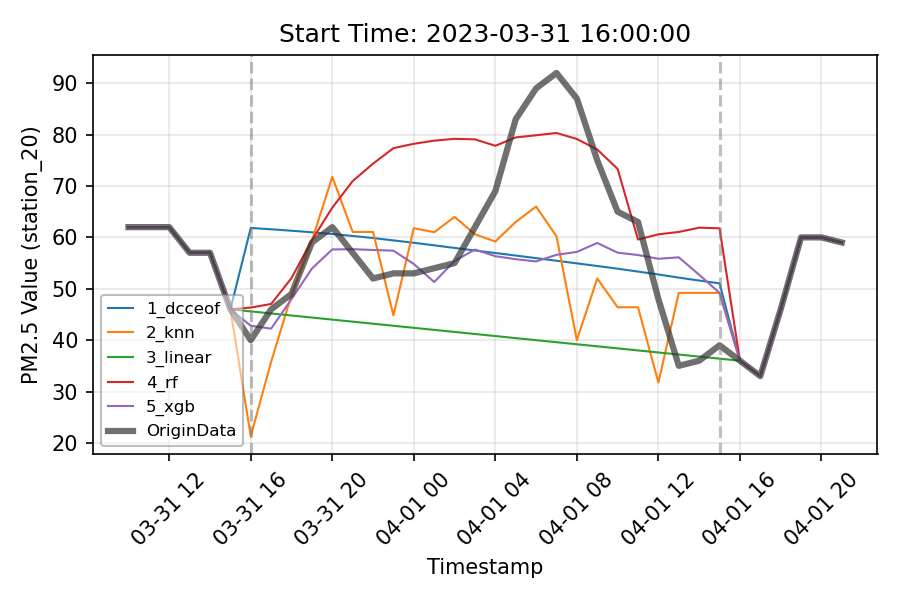 Start Time: 2023-03-31 16:00:00
PM2.5 Value (station_20)
90
80
70
60
50
40
30
20
1_dcceof
2_knn
3_linear
4_rf
5_xgb
OriginData
03-31 12
03-31 16
03-31 20
04-01 00
04-01 04
04-01 08
04-01 12
04-01 16
04-01 20
Timestamp